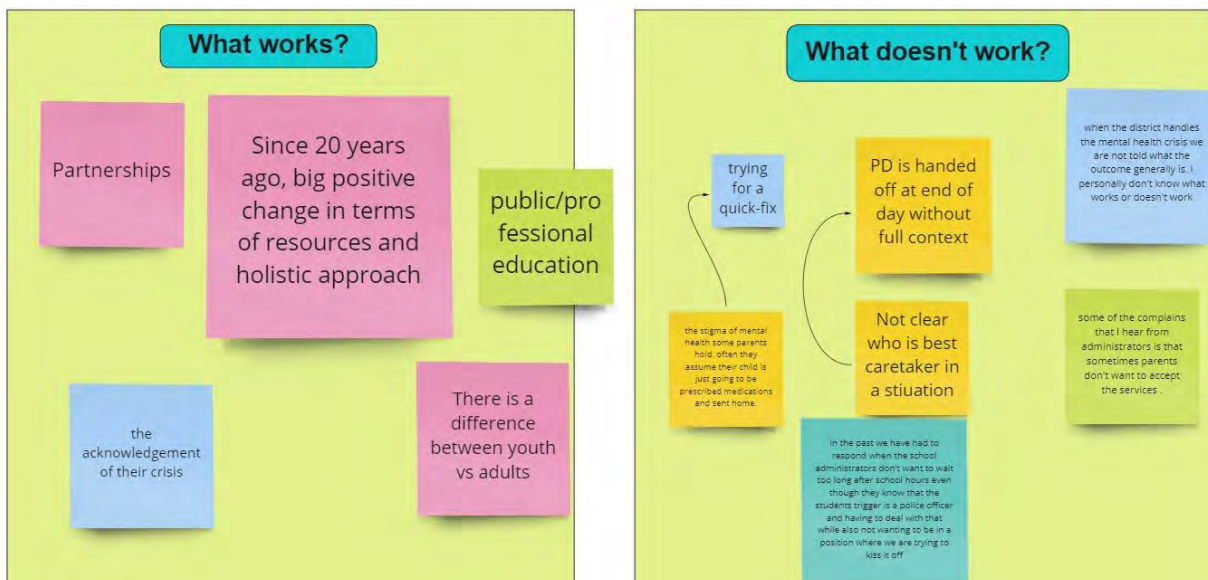 What works?
Partnerships
Since 20 years
ago, big positive
change in terms
of resources and
holistic approach
public/pro
fessional
education
the
acknowledgement
of their crisis
There is a
difference
between youth
vs adults
What doesn't work?
trying
for a
quick-fix
PD is handed
off at end of
day without
full context
when the district handles
the mental health crisis we
are not told what the
outcome generally is. I
personally don't know what
works or doesn't work
the stigma of mental
health some parents
hold. often they
assume their child is
just going to be
prescribed medications
and sent home.
Not clear
who is best
caretaker in
a stiuation
some of the complains
that I hear from
administrators is that
sometimes parents
don't want to accept
the services .
in the past we have had to
respond when the school
administrators don't want to wait
too long after school hours even
though they know that the
students trigger is a police officer
and having to deal with that
while also not wanting to be in a
position where we are trying to
kiss it off